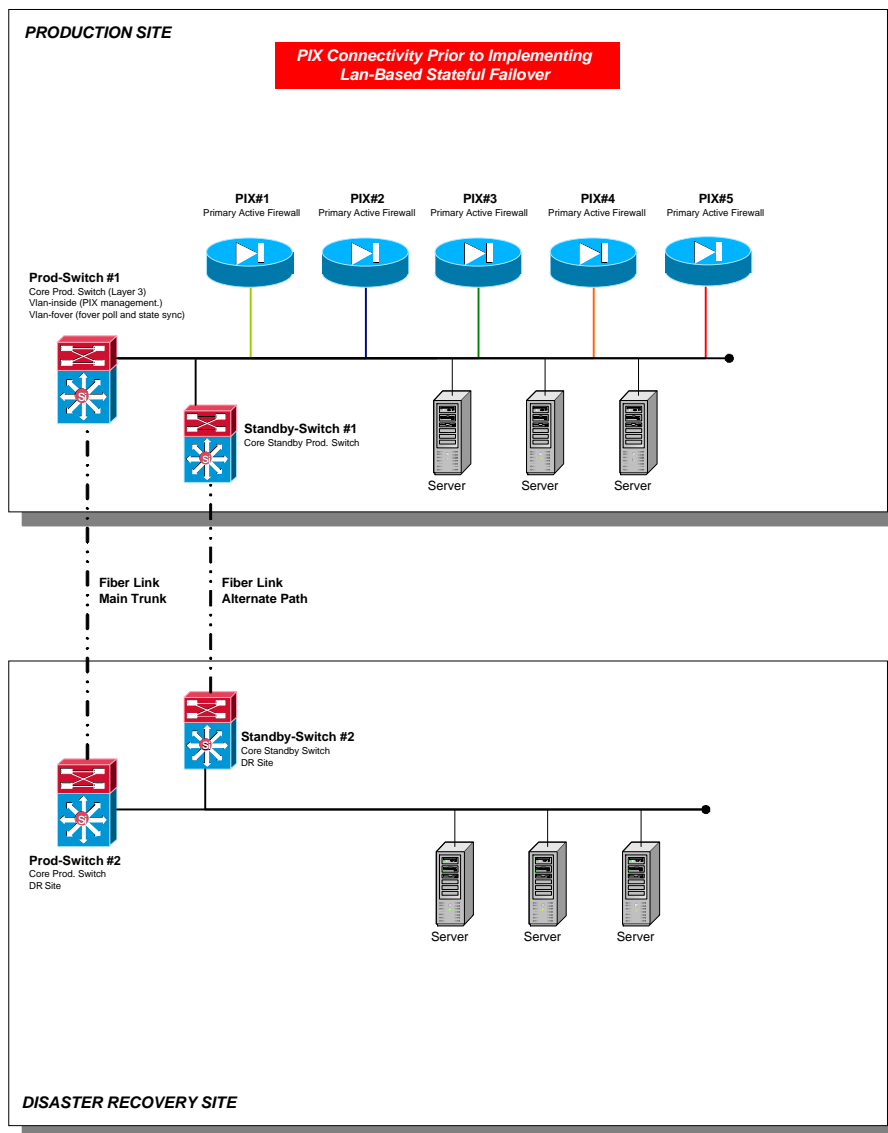 PRODUCTION SITE
PIX Connectivity Prior to Implementing
Lan-Based Stateful Failover
PIX#1
Primary Active Firewall
PIX#2
Primary Active Firewall
PIX#3
Primary Active Firewall
PIX#4
Primary Active Firewall
PIX#5
Primary Active Firewall
Prod-Switch #1
Core Prod. Switch (Layer 3)
Vlan-inside (PIX management.)
Vlan-fover (fover poll and state sync)
Si
Standby-Switch #1
Core Standby Prod. Switch
Si
Server
Server
Server
Fiber Link
Main Trunk
Fiber Link
Alternate Path
Standby-Switch #2
Core Standby Switch
DR Site
Si
Si
Prod-Switch #2
Core Prod. Switch
DR Site
Server
Server
Server
DISASTER RECOVERY SITE